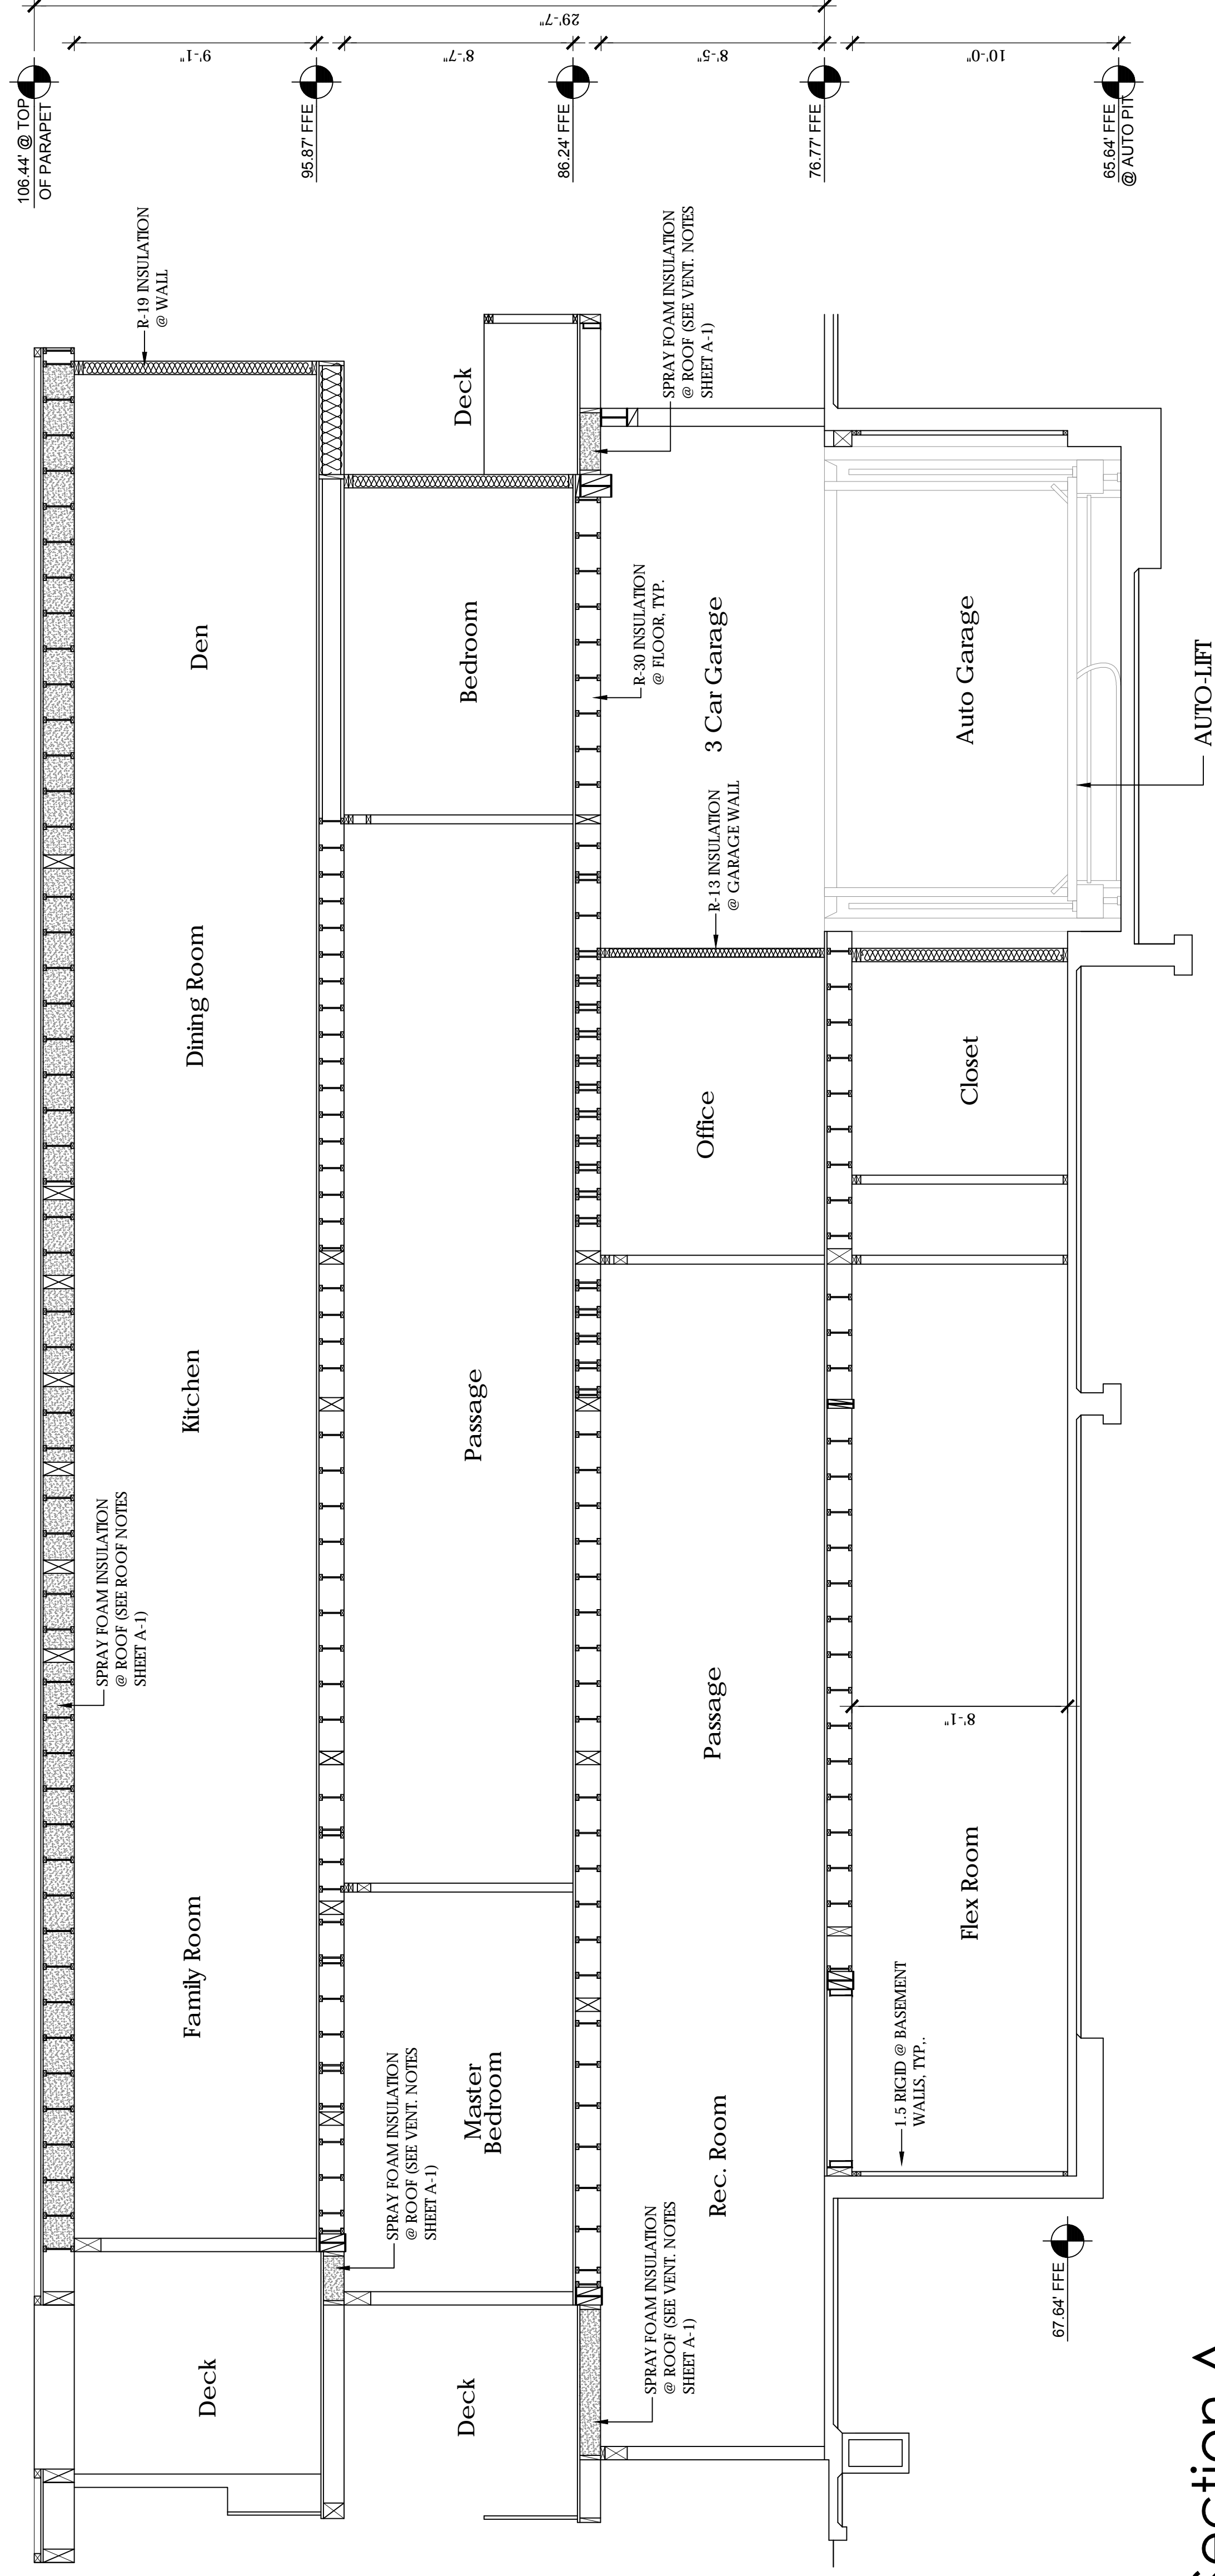 106.44' @ TOP
OF PARAPET
95.87' FFE
86.24' FFE
76.77' FFE
65.64' FFE
@ AUTO PIT
29'-7"
9'-1"
8'-7"
8'-5"
10'-0"
R-19 INSULATION
@ WALL
SPRAY FOAM INSULATION
@ ROOF (SEE ROOF NOTES
SHEET A-1)
Deck
Family Room
Kitchen
Dining Room
Den
SPRAY FOAM INSULATION
@ ROOF (SEE VENT. NOTES
SHEET A-1)
Deck
Master
Bedroom
Passage
Bedroom
Deck
SPRAY FOAM INSULATION
@ ROOF (SEE VENT. NOTES
SHEET A-1)
R-30 INSULATION
@ FLOOR, TYP.
SPRAY FOAM INSULATION
@ ROOF (SEE VENT. NOTES
SHEET A-1)
Rec. Room
Passage
Office
R-13 INSULATION
@ GARAGE WALL
3 Car Garage
1.5 RIGID @ BASEMENT
WALLS, TYP,.
Flex Room
8'-1"
Closet
Auto Garage
67.64' FFE
AUTO-LIFT
Section A